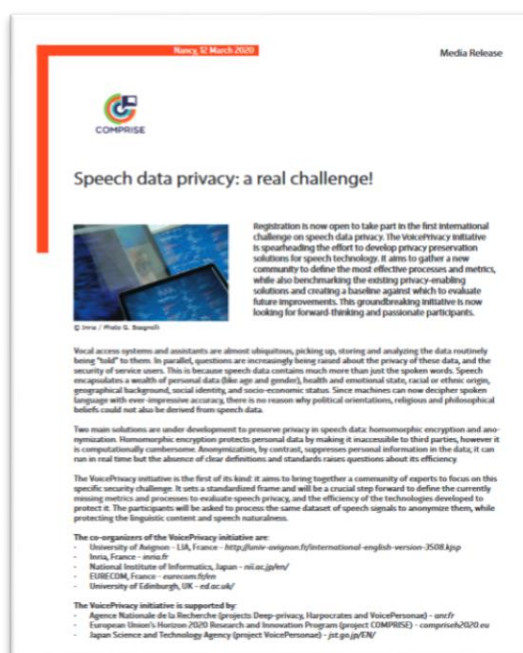 Nancy, 12 March 2020
Media Release
COMPRISE
Speech data privacy: a real challenge!
Registration is now open to take part in the first international
challenge on speech data privacy. The VoicePrivacy initiative
is spearheading the effort to develop privacy preservation
solutions for speech technology. It aims to gather a new
community to define the most effective processes and metrics,
while also benchmarking the existing privacy-enabling
solutions and creating a baseline against which to evaluate
future improvements. This groundbreaking initiative is now
looking for forward-thinking and passionate participants.
© Inria / Photo G. Scagnelli
Vocal access systems and assistants are almost ubiquitous, picking up, storing and analyzing the data routinely
being "told" to them. In parallel, questions are increasingly being raised about the privacy of these data, and the
security of service users. This is because speech data contains much more than just the spoken words. Speech
encapsulates a wealth of personal data (like age and gender), health and emotional state, racial or ethnic origin,
geographical background, social identity, and socio-economic status. Since machines can now decipher spoken
language with ever-impressive accuracy, there is no reason why political orientations, religious and philosophical
beliefs could not also be derived from speech data.
Two main solutions are under development to preserve privacy in speech data: homomorphic encryption and ano-
nymization. Homomorphic encryption protects personal data by making it inaccessible to third parties, however it
is computationally cumbersome. Anonymization, by contrast, suppresses personal information in the data; it can
run in real time but the absence of clear definitions and standards raises questions about its efficiency.
The VoicePrivacy initiative is the first of its kind: it aims to bring together a community of experts to focus on this
specific security challenge. It sets a standardized frame and will be a crucial step forward to define the currently
missing metrics and processes to evaluate speech privacy, and the efficiency of the technologies developed to
protect it. The participants will be asked to process the same dataset of speech signals to anonymize them, while
protecting the linguistic content and speech naturalness.
The co-organizers of the VoicePrivacy initiative are:
- University of Avignon - LIA, France - http://univ-avignon.fr/international-english-version-3508.kjsp
- Inria, France - inria.fr
- National Institute of Informatics, Japan - nii.ac.jp/en/
- EURECOM, France - eurecom.fr/en
- University of Edinburgh, UK - ed.ac.uk/
The VoicePrivacy initiative is supported by:
- Agence Nationale de la Recherche (projects Deep-privacy, Harpocrates and VoicePersonae) - anr.fr
- European Union's Horizon 2020 Research and Innovation Program (project COMPRISE) - compriseh2020.eu
- Japan Science and Technology Agency (project VoicePersonae) - jst.go.jp/EN/